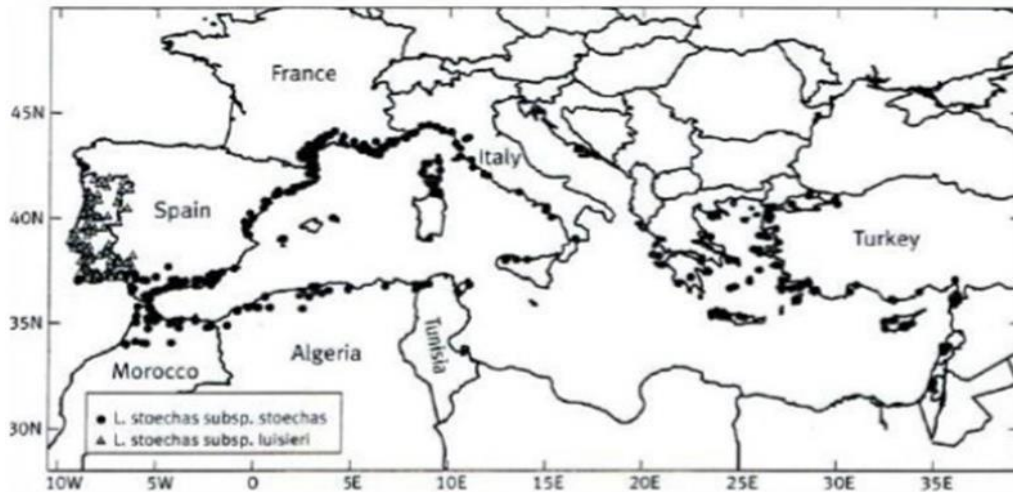 France
45N
Italy
Spain
40N
Turkey
35N
Tunisia
Algeria
Morocco
L. stoechas subsp. stoechas
L. stoechas subsp. luisieri
30N
10W 5W 0 5E 10E 15E 20E 25E 30E 35E